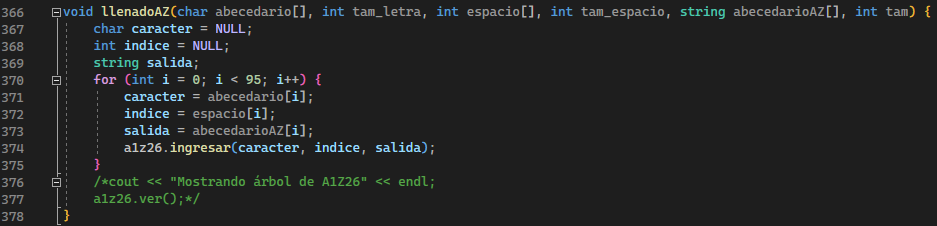 366 void llenadoAZ(char abecedario[], int tam_letra, int espacio[], int tam_espacio, string abecedarioAZ[], int tam) {
367     char caracter = NULL;
368     int indice = NULL;
369     string salida;
370     for (int i = 0; i < 95; i++) {
371         caracter = abecedario[i];
372         indice = espacio[i];
373         salida = abecedarioAZ[i];
374         a1z26.ingresar(caracter, indice, salida);
375     }
376     /*cout << "Mostrando árbol de A1Z26" << endl;
377     a1z26.ver();*/
378 }